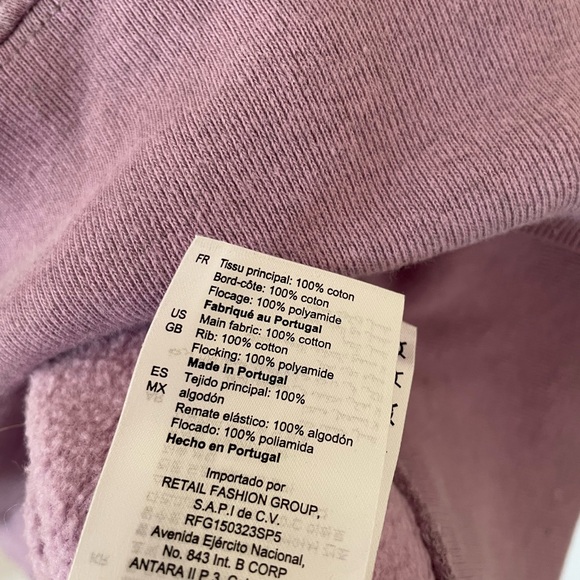 FR Tissu principal: 100% coton
Bord-côte: 100% coton
Flocage: 100% polyamide
Fabriqué au Portugal
US Main fabric: 100% cotton
GB Rib: 100% cotton
Flocking: 100% polyamide
Made in Portugal
ES Tejido principal: 100%
MX algodón
Remate elástico: 100% algodón
Flocado: 100% poliamida
Hecho en Portugal
Importado por
RETAIL FASHION GROUP,
S.A.P.I de C.V.
RFG150323SP5
Avenida Ejército Nacional,
No. 843 Int. B CORP
ANTARA II P.3,